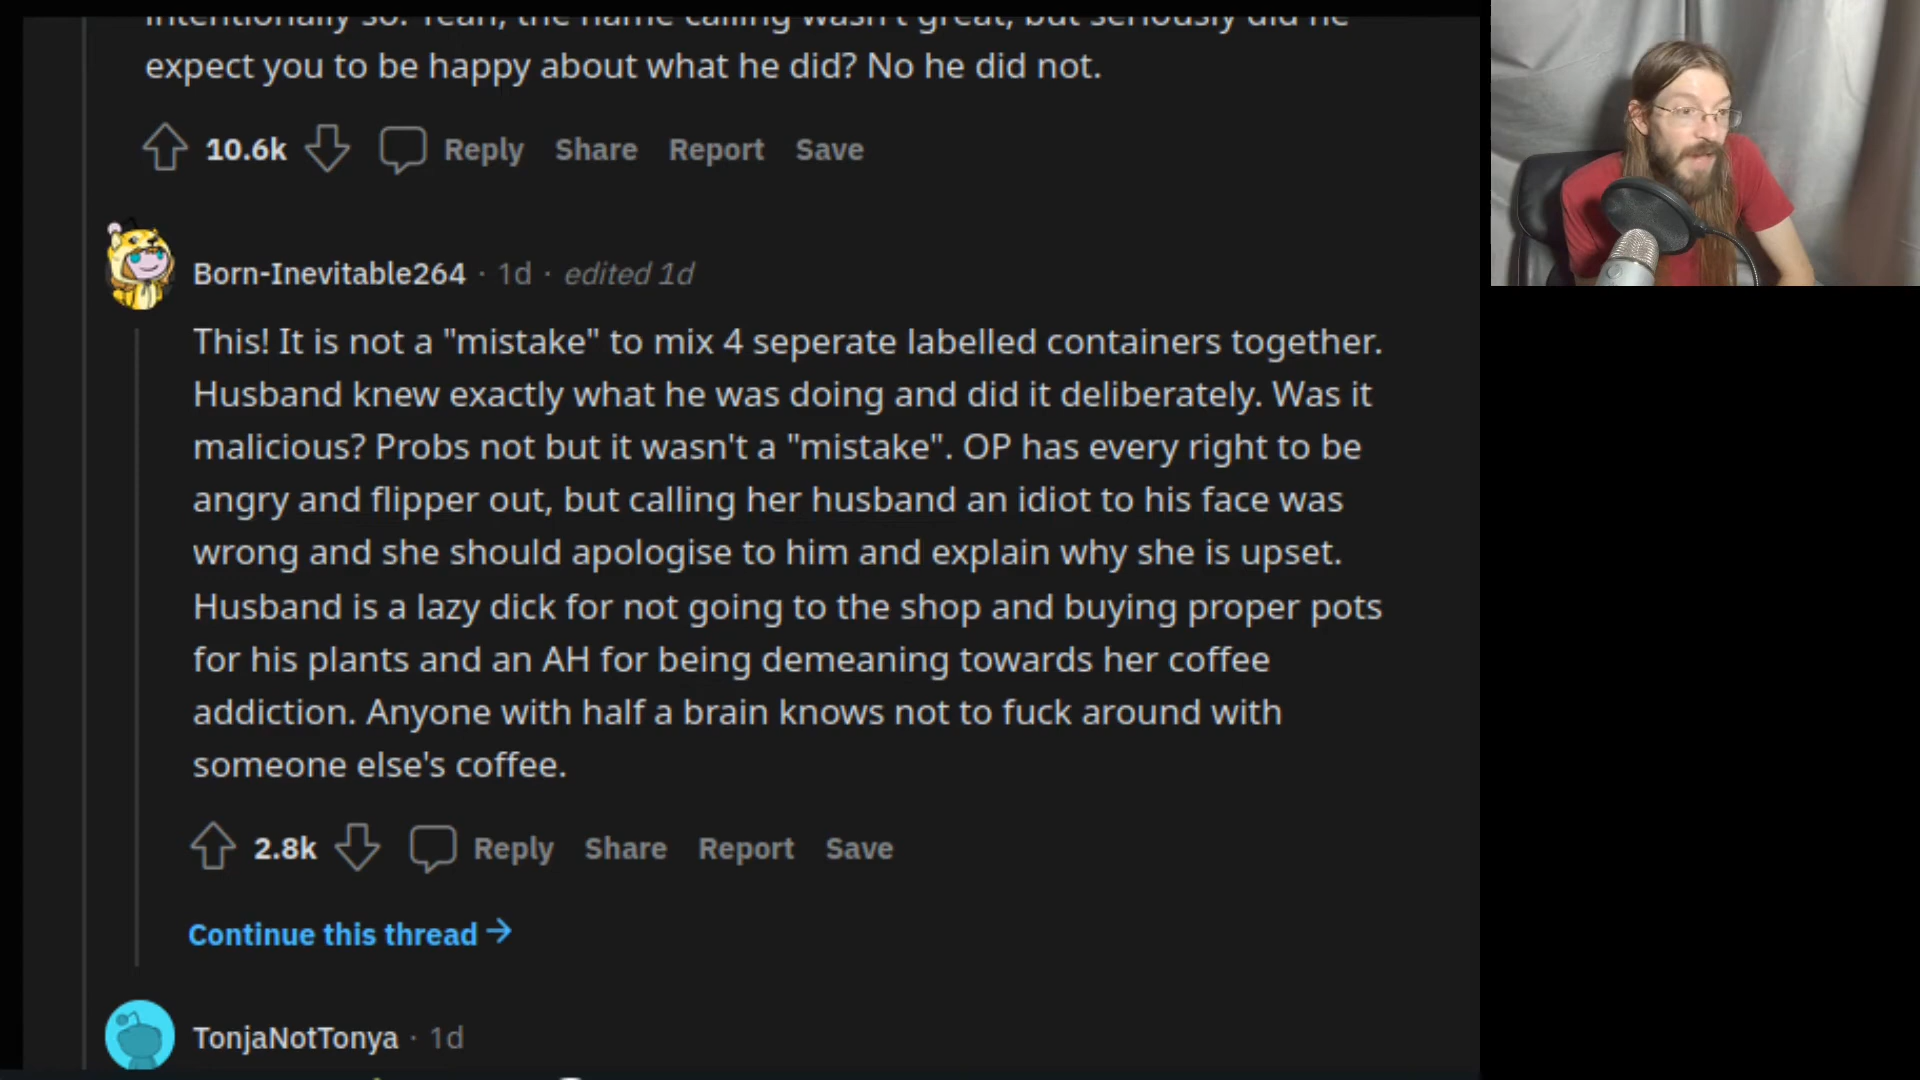 intentionally so. Yeah, the name calling wasn't great, but seriously did he
expect you to be happy about what he did? No he did not.
10.6k Reply Share Report Save
Born-Inevitable264 · 1d · edited 1d
This! It is not a "mistake" to mix 4 seperate labelled containers together.
Husband knew exactly what he was doing and did it deliberately. Was it
malicious? Probs not but it wasn't a "mistake". OP has every right to be
angry and flipper out, but calling her husband an idiot to his face was
wrong and she should apologise to him and explain why she is upset.
Husband is a lazy dick for not going to the shop and buying proper pots
for his plants and an AH for being demeaning towards her coffee
addiction. Anyone with half a brain knows not to fuck around with
someone else's coffee.
2.8k Reply Share Report Save
Continue this thread →
TonjaNotTonya · 1d